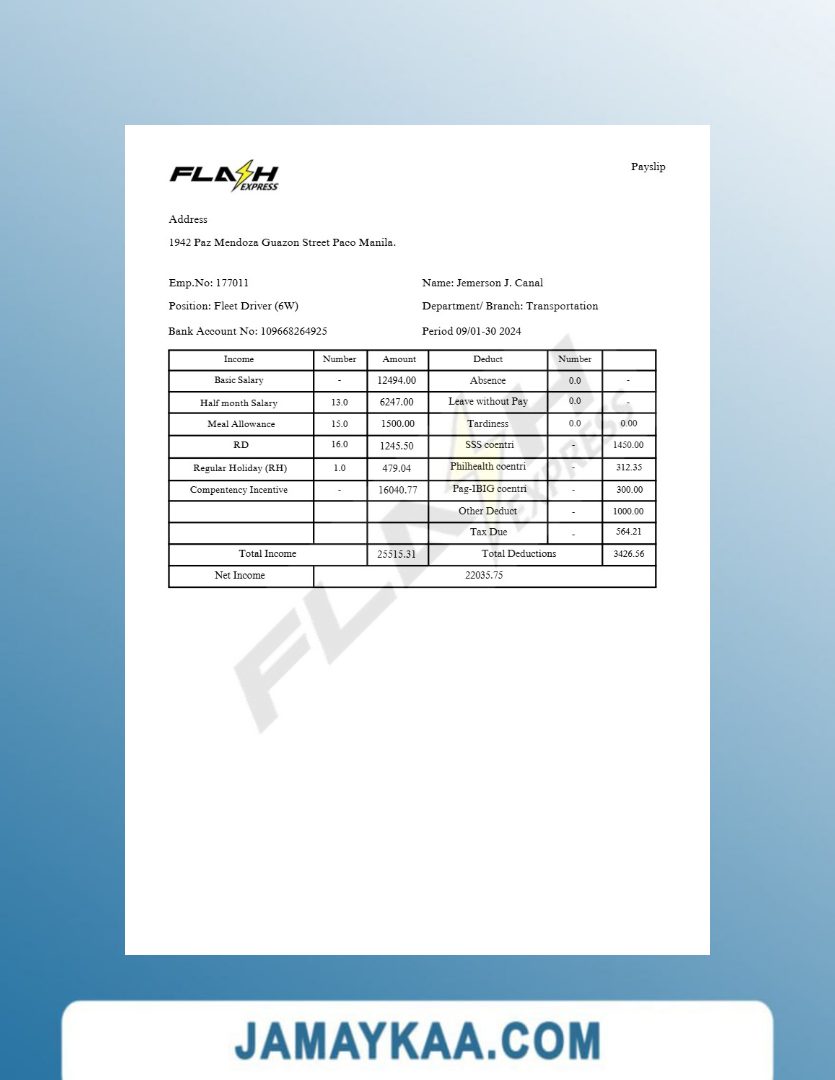 FLASH EXPRESS
Payslip
Address
1942 Paz Mendoza Guazon Street Paco Manila.
Emp.No: 177011 Name: Jemerson J. Canal
Position: Fleet Driver (6W) Department/ Branch: Transportation
Bank Account No: 109668264925 Period 09/01-30 2024
Income Number Amount Deduct Number
Basic Salary - 12494.00 Absence 0.0 -
Half month Salary 13.0 6247.00 Leave without Pay 0.0 -
Meal Allowance 15.0 1500.00 Tardiness 0.0 0.00
RD 16.0 1245.50 SSS coentri - 1450.00
Regular Holiday (RH) 1.0 479.04 Philhealth coentri - 312.35
Compentency Incentive - 16040.77 Pag-IBIG coentri - 300.00
Other Deduct - 1000.00
Tax Due - 564.21
Total Income 25515.31 Total Deductions 3426.56
Net Income 22035.75
FLASH EXPRESS
JAMAYKAA.COM